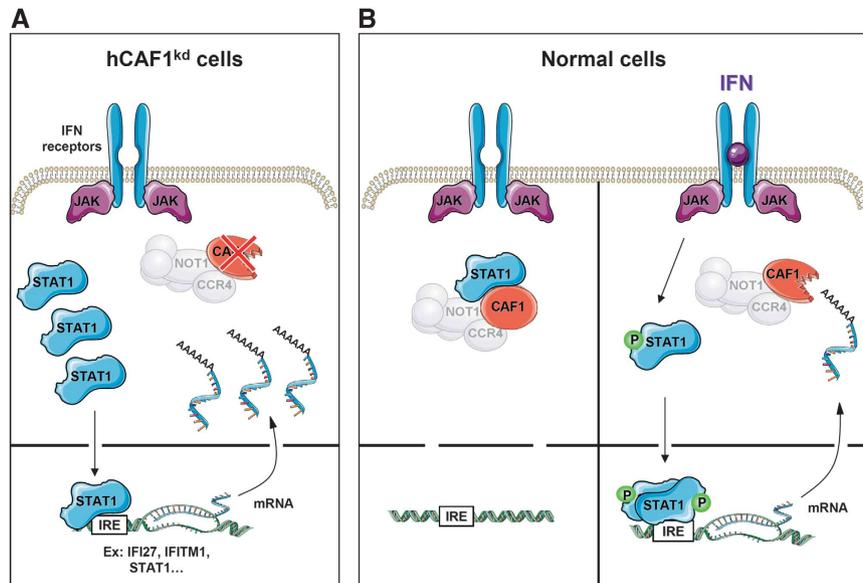 A
hCAF1kd cells
IFN
receptors
JAK
JAK
CA
NOT1
CCR4
STAT1
STAT1
STAT1
AAAAAA
AAAAAA
AAAAAA
STAT1
IRE
mRNA
Ex: IFI27, IFITM1,
STAT1...
B
Normal cells
JAK
JAK
STAT1
NOT1
CAF1
CCR4
IRE
IFN
JAK
JAK
CAF1
NOT1
CCR4
AAAAAA
P
STAT1
P
STAT1
P
IRE
mRNA